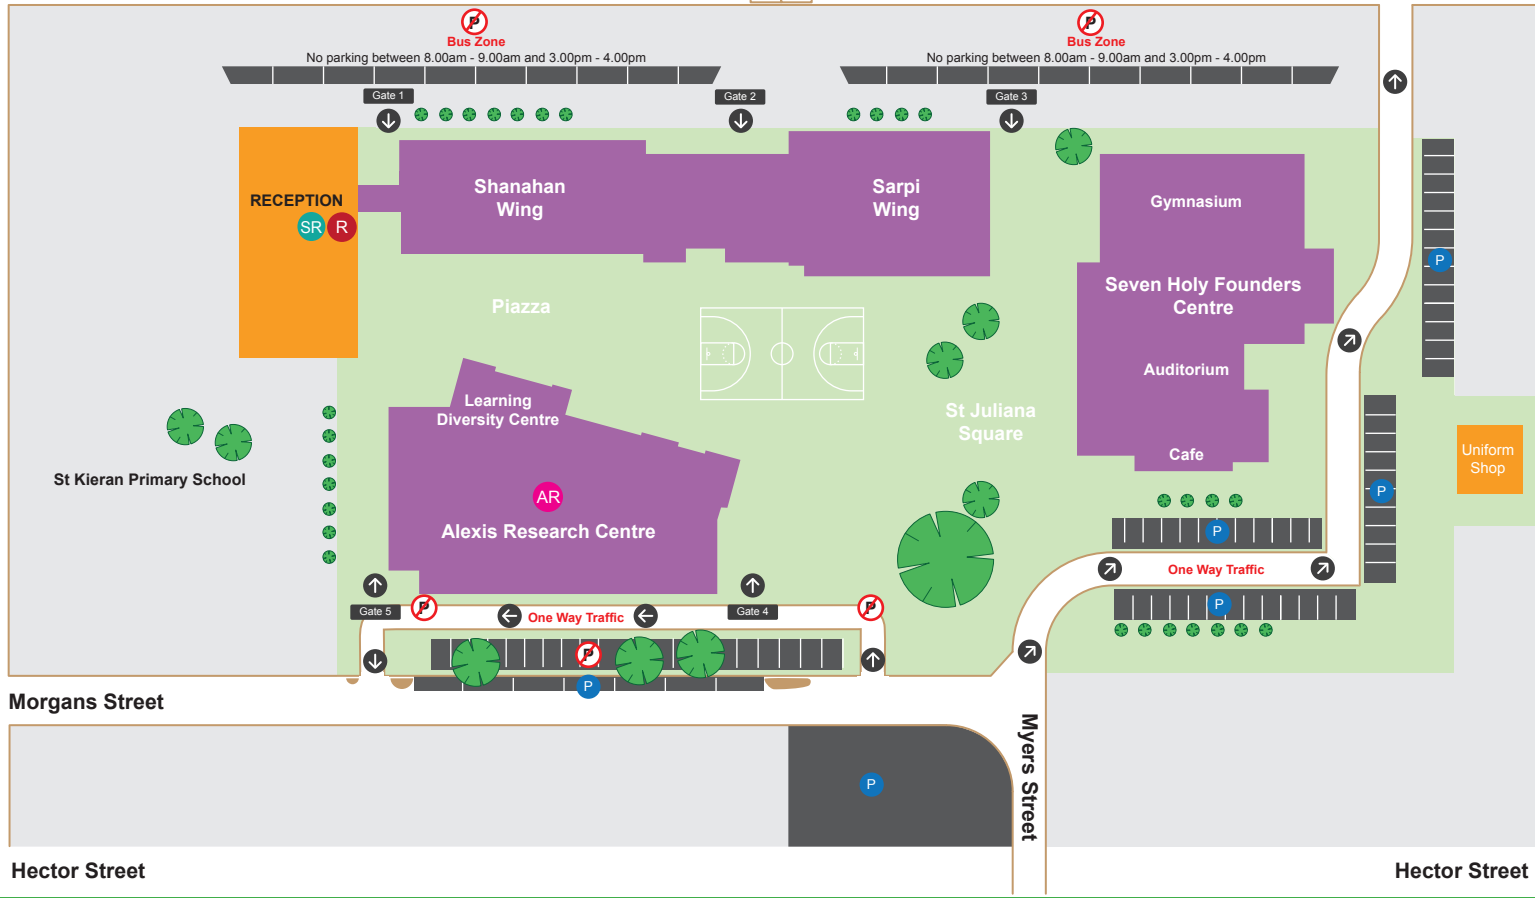 P
Bus Zone
No parking between 8.00am - 9.00am and 3.00pm - 4.00pm
P
Bus Zone
No parking between 8.00am - 9.00am and 3.00pm - 4.00pm
Gate 1
Gate 2
Gate 3
RECEPTION
SR
R
Shanahan
Wing
Sarpi
Wing
Gymnasium
Seven Holy Founders
Centre
P
Piazza
Auditorium
Learning
Diversity Centre
St Juliana
Square
Cafe
Uniform
Shop
St Kieran Primary School
AR
Alexis Research Centre
P
P
One Way Traffic
P
Gate 5
P
One Way Traffic
Gate 4
P
P
P
Morgans Street
Myers Street
P
Hector Street
Hector Street